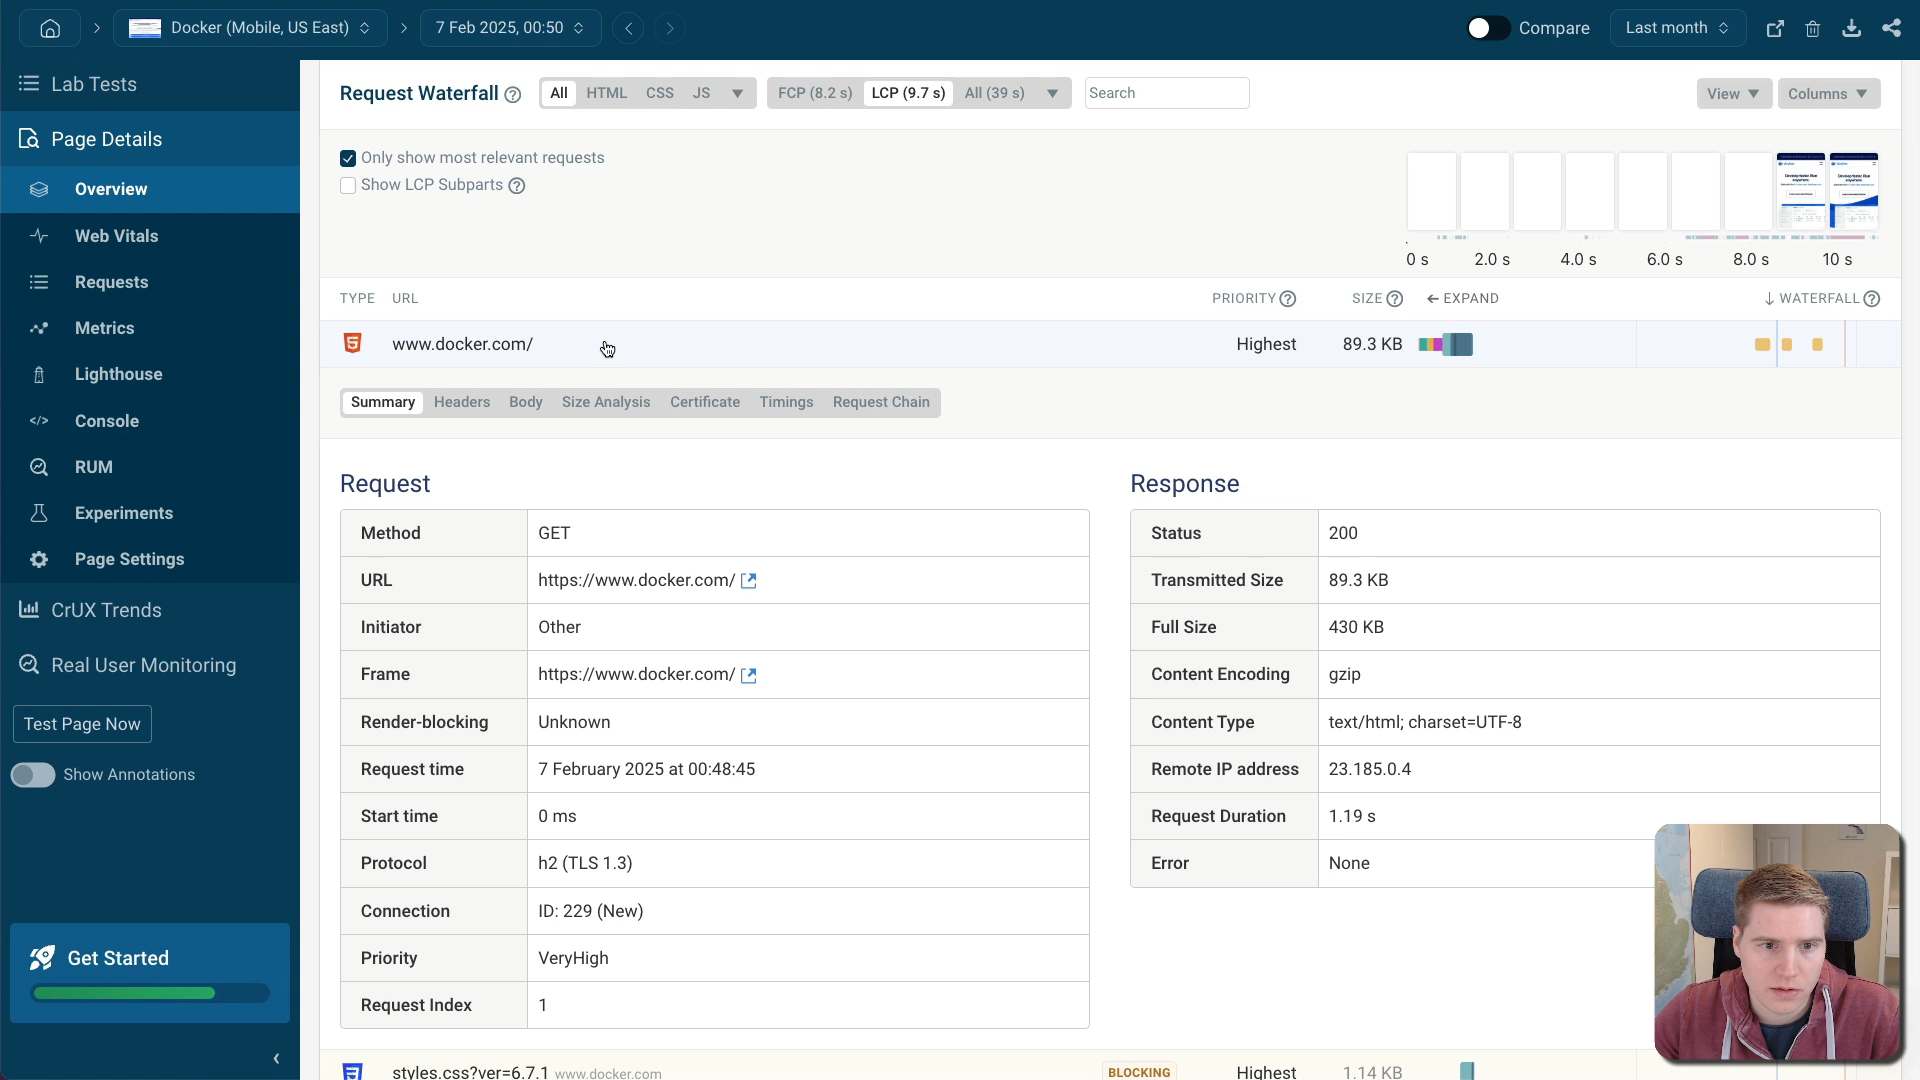 Docker (Mobile, US East)
7 Feb 2025, 00:50
Compare
Last month
Lab Tests
Page Details
Overview
Web Vitals
Requests
Metrics
Lighthouse
Console
RUM
Experiments
Page Settings
CrUX Trends
Real User Monitoring
Test Page Now
Show Annotations
Get Started
Request Waterfall
All HTML CSS JS
FCP (8.2 s) LCP (9.7 s) All (39 s)
Search
View
Columns
Only show most relevant requests
Show LCP Subparts
0 s 2.0 s 4.0 s 6.0 s 8.0 s 10 s
TYPE URL PRIORITY SIZE ← EXPAND ↓ WATERFALL
www.docker.com/ Highest 89.3 KB
Summary Headers Body Size Analysis Certificate Timings Request Chain
Request
Method GET
URL https://www.docker.com/
Initiator Other
Frame https://www.docker.com/
Render-blocking Unknown
Request time 7 February 2025 at 00:48:45
Start time 0 ms
Protocol h2 (TLS 1.3)
Connection ID: 229 (New)
Priority VeryHigh
Request Index 1
Response
Status 200
Transmitted Size 89.3 KB
Full Size 430 KB
Content Encoding gzip
Content Type text/html; charset=UTF-8
Remote IP address 23.185.0.4
Request Duration 1.19 s
Error None
styles.css?ver=6.7.1 www.docker.com BLOCKING Highest 1.14 KB